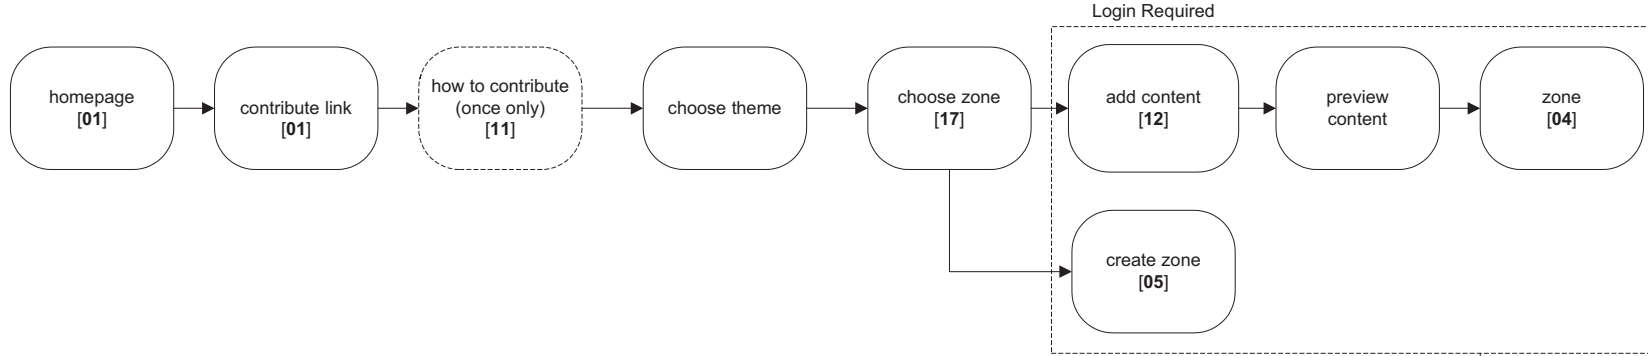 Login Required
homepage
[01]
contribute link
[01]
how to contribute
(once only)
[11]
choose theme
choose zone
[17]
add content
[12]
preview
content
zone
[04]
create zone
[05]